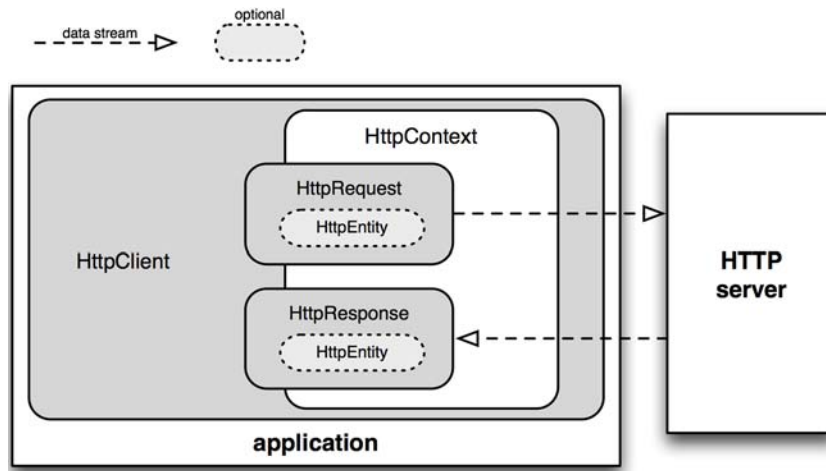 data stream
optional
HttpContext
HttpRequest
HttpEntity
HttpClient
HttpResponse
HttpEntity
application
HTTP
server